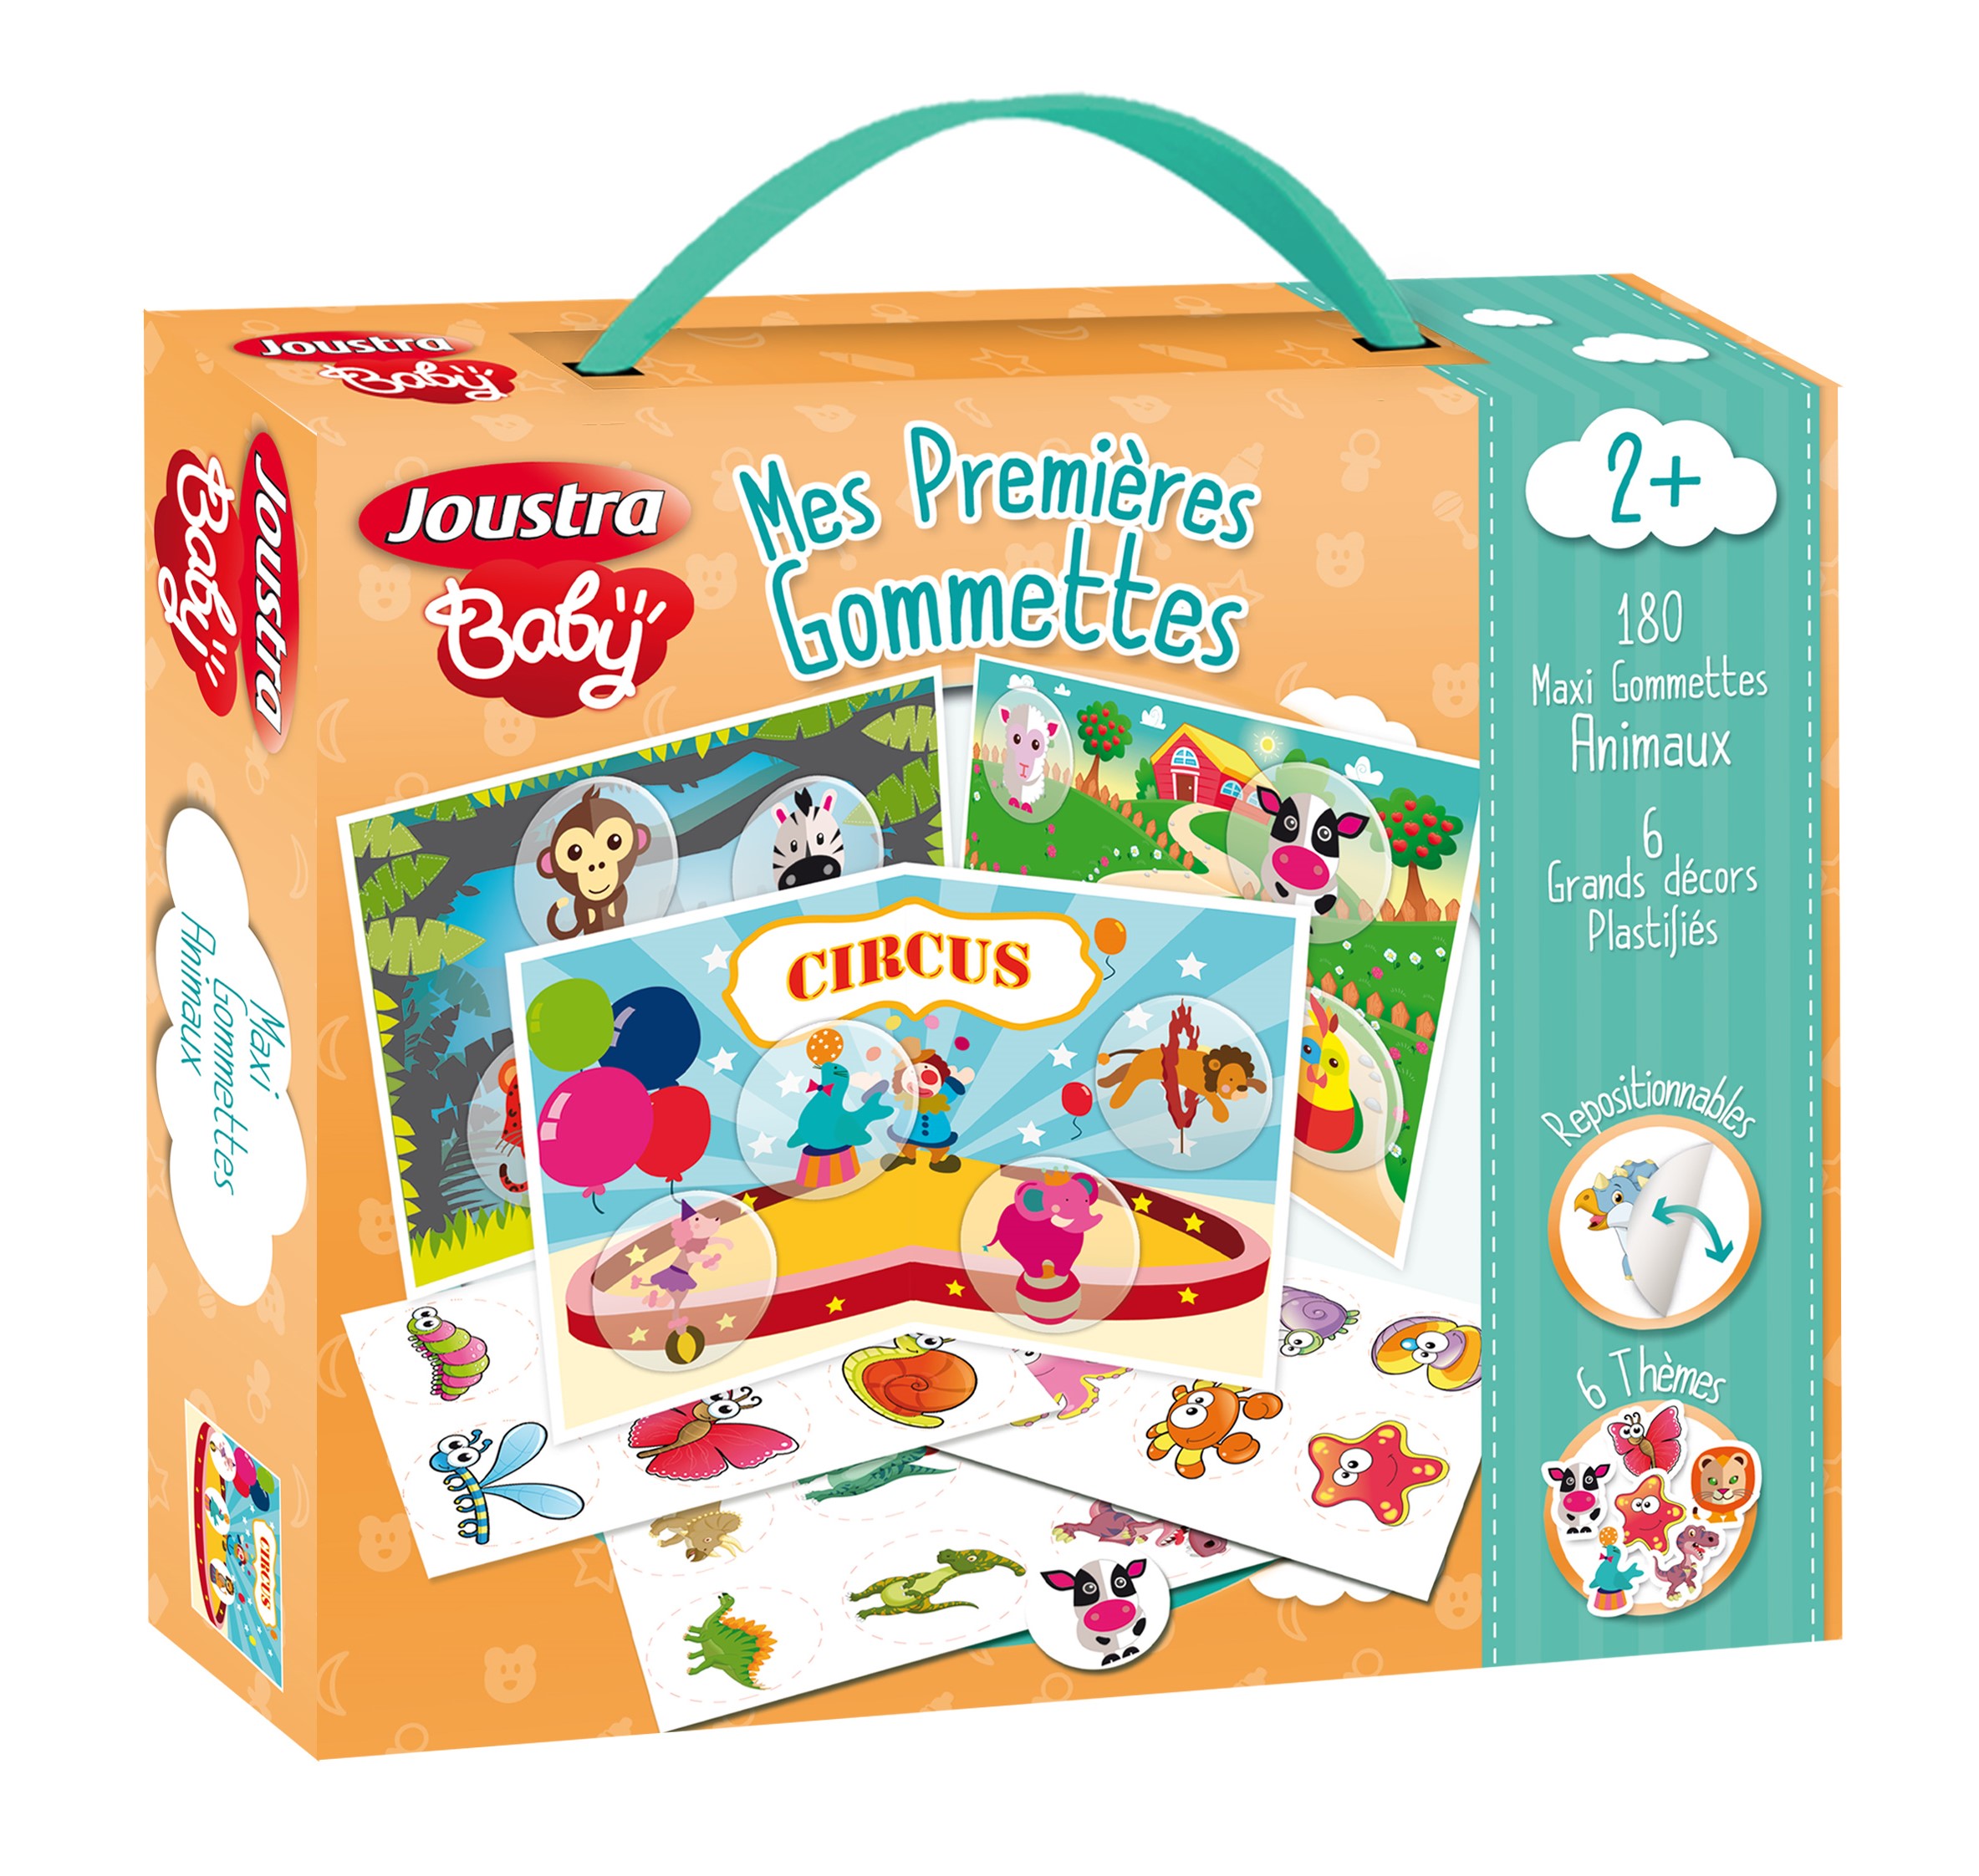 Joustra
Baby
Joustra
Baby
Maxi
Gommettes
Animaux
CIRCUS
Joustra
Baby
Mes Premières
Gommettes
CIRCUS
2+
180
Maxi Gommettes
Animaux
6
Grands décors
Plastifiés
Repositionnables
6 Thèmes